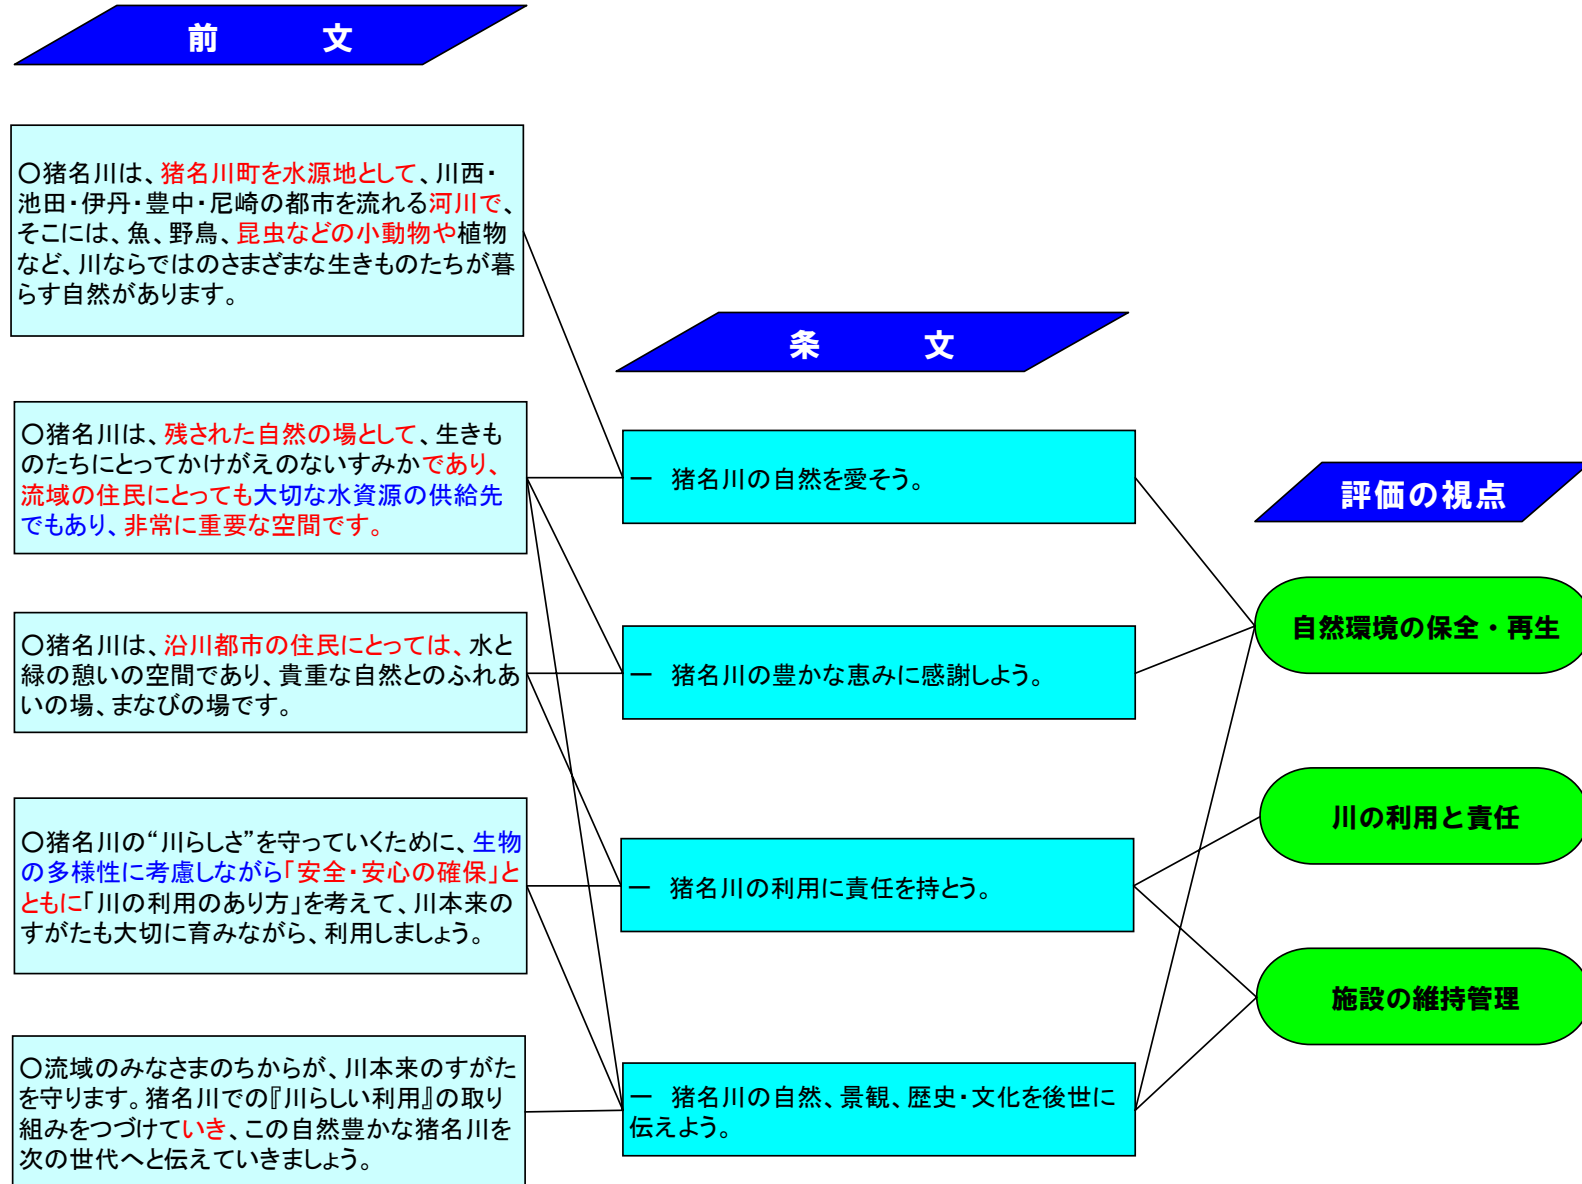 前　文
〇猪名川は、猪名川町を水源地として、川西・
池田・伊丹・豊中・尼崎の都市を流れる河川で、
そこには、魚、野鳥、昆虫などの小動物や植物
など、川ならではのさまざまな生きものたちが暮
らす自然があります。
〇猪名川は、残された自然の場として、生きも
のたちにとってかけがえのないすみかであり、
流域の住民にとっても大切な水資源の供給先
でもあり、非常に重要な空間です。
〇猪名川は、沿川都市の住民にとっては、水と
緑の憩いの空間であり、貴重な自然とのふれあ
いの場、まなびの場です。
〇猪名川の“川らしさ”を守っていくために、生物
の多様性に考慮しながら「安全・安心の確保」と
ともに「川の利用のあり方」を考えて、川本来の
すがたも大切に育みながら、利用しましょう。
〇流域のみなさまのちからが、川本来のすがた
を守ります。猪名川での『川らしい利用』の取り
組みをつづけていき、この自然豊かな猪名川を
次の世代へと伝えていきましょう。
条　文
一　猪名川の自然を愛そう。
一　猪名川の豊かな恵みに感謝しよう。
一　猪名川の利用に責任を持とう。
一　猪名川の自然、景観、歴史・文化を後世に
伝えよう。
評価の視点
自然環境の保全・再生
川の利用と責任
施設の維持管理